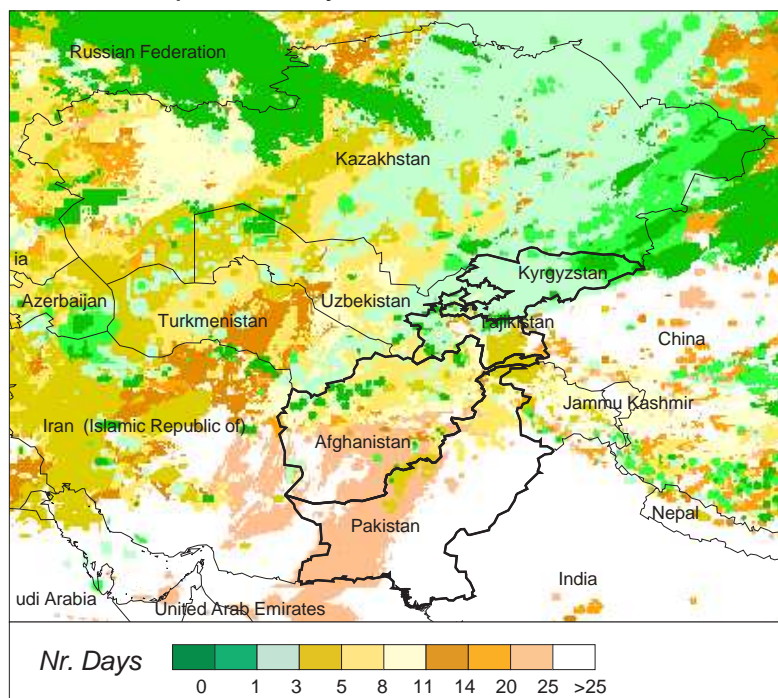 Russian Federation
Kazakhstan
ia
Kyrgyzstan
Azerbaijan
Uzbekistan
Turkmenistan
Tajikistan
China
Jammu Kashmir
Iran (Islamic Republic of)
Afghanistan
Pakistan
Nepal
India
udi Arabia
United Arab Emirates
Nr. Days
0 1 3 5 8 11 14 20 25 >25